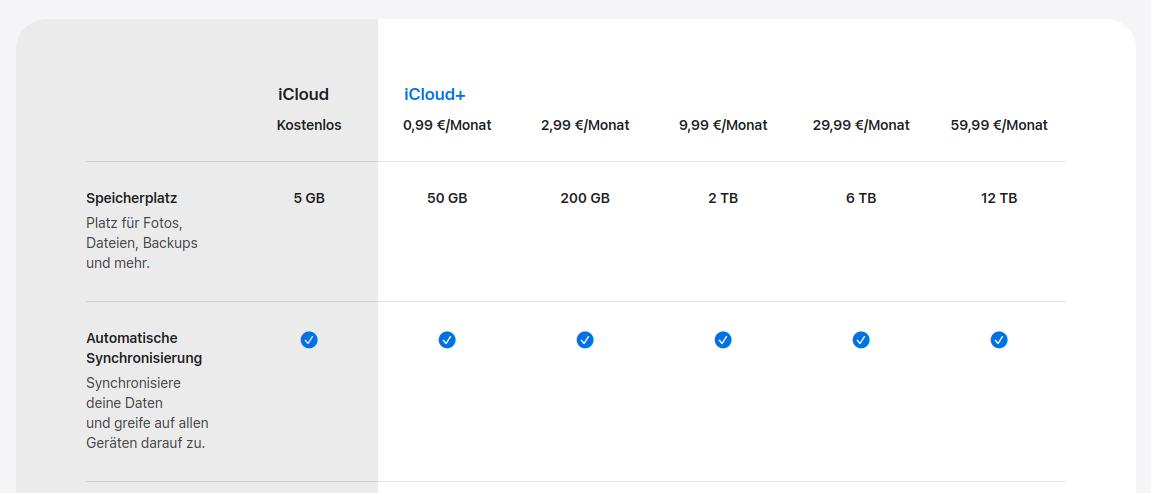 iCloud iCloud+
Kostenlos 0,99 €/Monat 2,99 €/Monat 9,99 €/Monat 29,99 €/Monat 59,99 €/Monat
Speicherplatz 5 GB 50 GB 200 GB 2 TB 6 TB 12 TB
Platz für Fotos,
Dateien, Backups
und mehr.
Automatische
Synchronisierung
Synchronisiere
deine Daten
und greife auf allen
Geräten darauf zu.